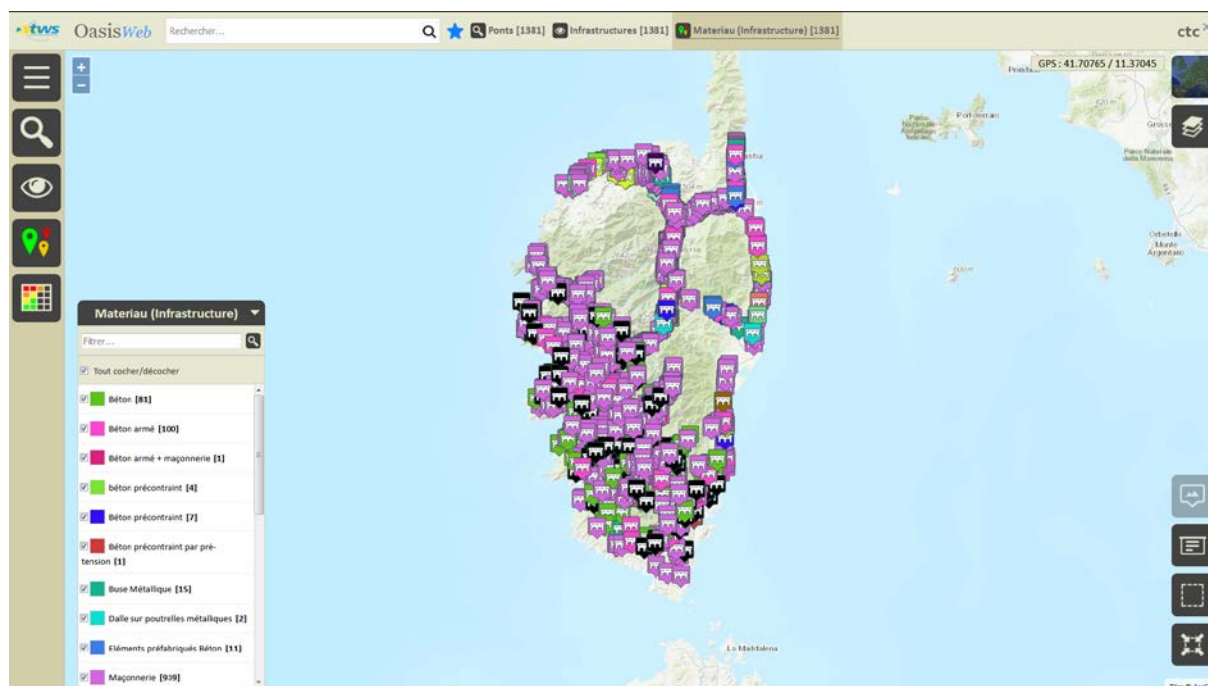 tws OasisWeb Rechercher... Ponts [1381] Infrastructures [1381] Materiau (Infrastructure) [1381] ctc
GPS : 41.70765 / 11.37045
Portoferraio
Orbetello
Monte
Argentario
Materiau (Infrastructure)
Filtrer...
Tout cocher/décocher
Béton [81]
Béton armé [100]
Béton armé + maçonnerie [1]
béton précontraint [4]
Béton précontraint [7]
Béton précontraint par pré-
tension [1]
Buse Métallique [15]
Dalle sur poutrelles métalliques [2]
Eléments préfabriqués Béton [11]
Maçonnerie [939]
La Maddalena